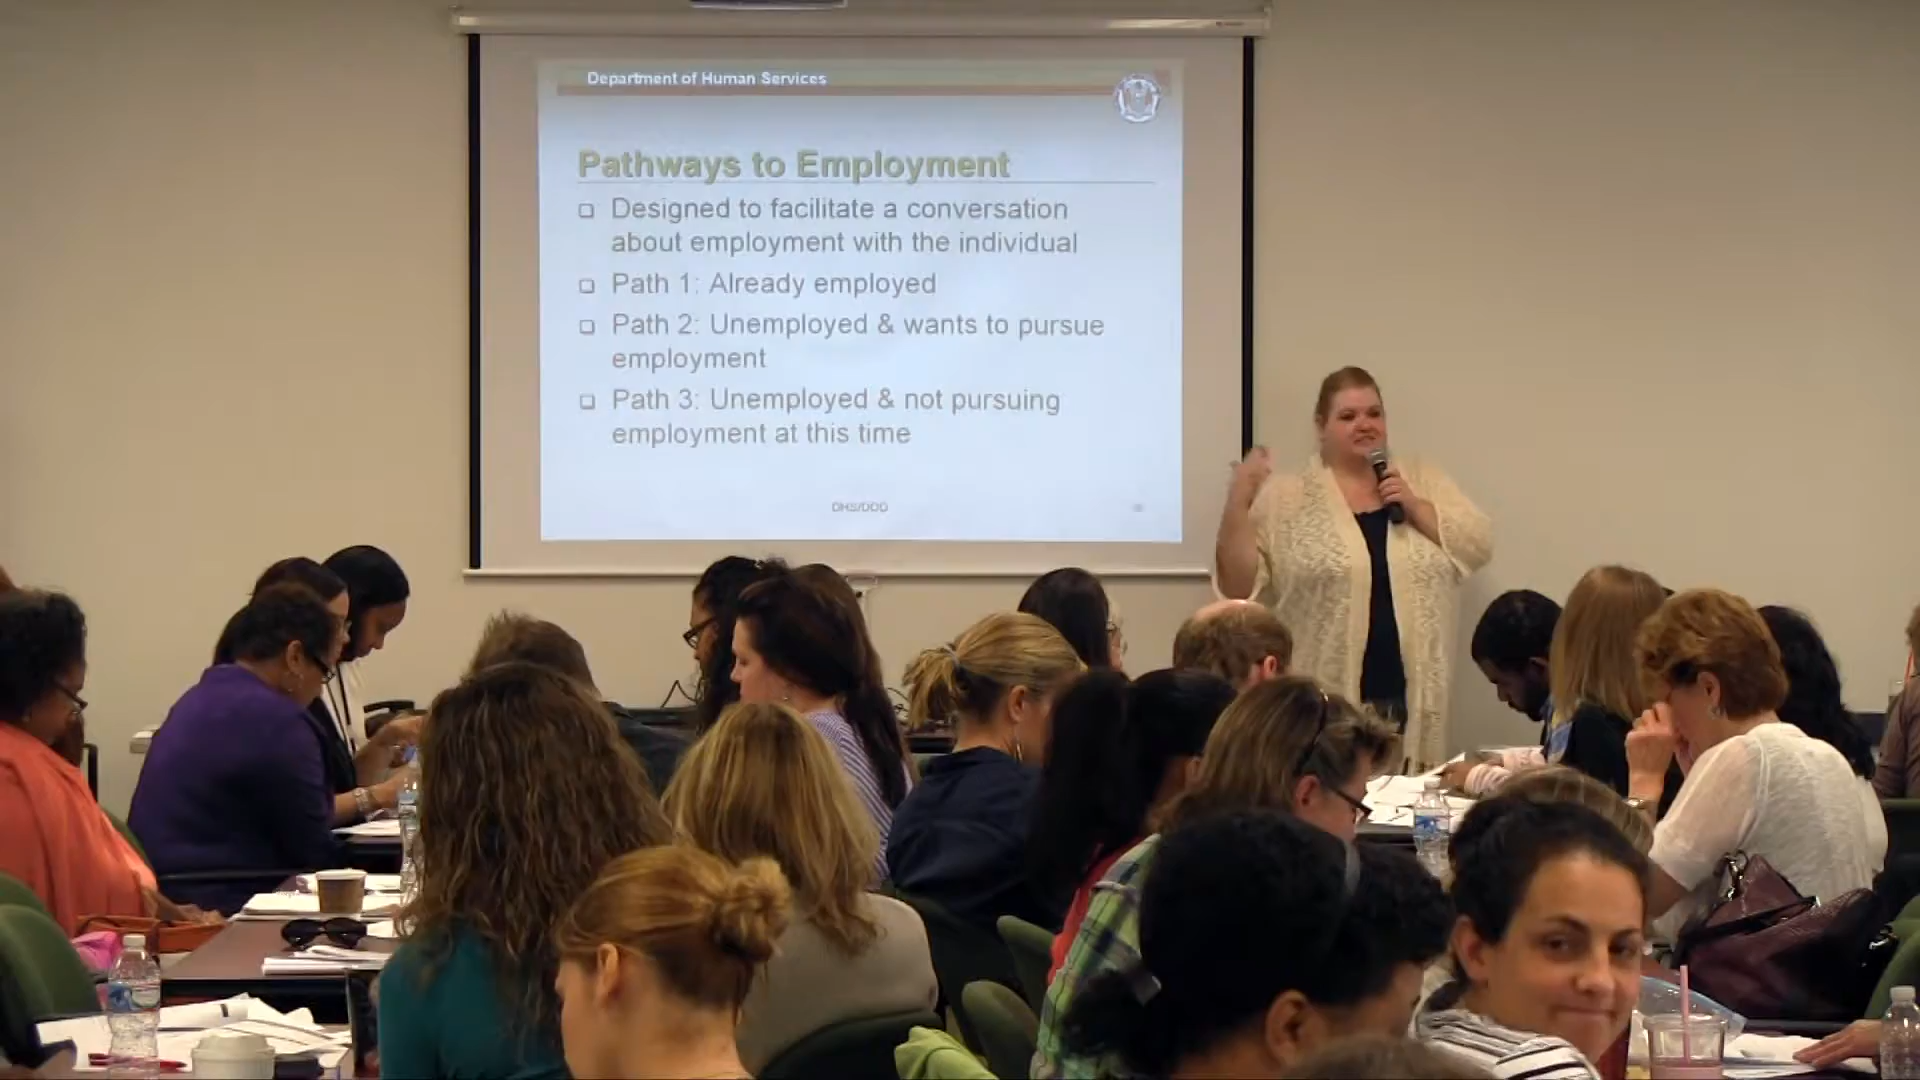 Department of Human Services
Pathways to Employment
Designed to facilitate a conversation
about employment with the individual
Path 1: Already employed
Path 2: Unemployed & wants to pursue
employment
Path 3: Unemployed & not pursuing
employment at this time
DHS/DDD